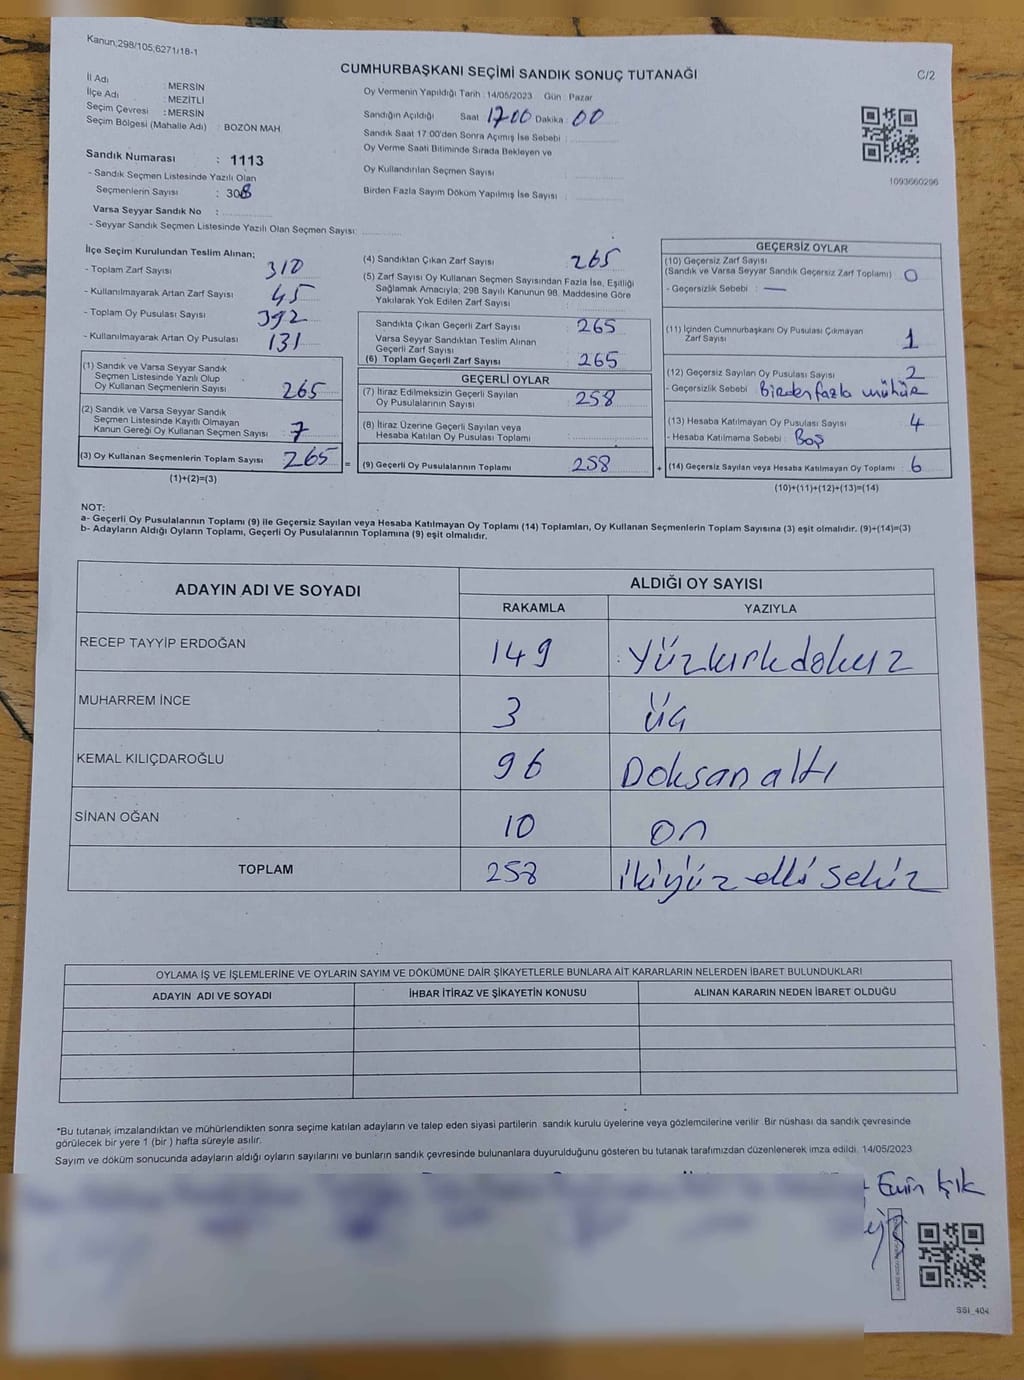 Kanun,298/105,6271/18-1
CUMHURBAŞKANI SEÇİMİ SANDIK SONUÇ TUTANAĞI
C/2
İl Adı : MERSİN
İlçe Adı : MEZİTLİ
Seçim Çevresi : MERSİN
Seçim Bölgesi (Mahalle Adı) : BOZÖN MAH.
Sandık Numarası : 1113
- Sandık Seçmen Listesinde Yazılı Olan
Seçmenlerin Sayısı : 308
Varsa Seyyar Sandık No :
- Seyyar Sandık Seçmen Listesinde Yazılı Olan Seçmen Sayısı:
Oy Vermenin Yapıldığı Tarih : 14/05/2023 Gün : Pazar
Sandığın Açıldığı Saat 1700 Dakika 00
Sandık Saat 17:00'den Sonra Açımış İse Sebebi :
Oy Verme Saati Bitiminde Sırada Bekleyen ve
Oy Kullandırılan Seçmen Sayısı
Birden Fazla Sayım Döküm Yapılmış İse Sayısı :
1093660296
İlçe Seçim Kurulundan Teslim Alınan;
- Toplam Zarf Sayısı 310
- Kullanılmayarak Artan Zarf Sayısı 45
- Toplam Oy Pusulası Sayısı 392
- Kullanılmayarak Artan Oy Pusulası 131
(1) Sandık ve Varsa Seyyar Sandık
Seçmen Listesinde Yazılı Olup
Oy Kullanan Seçmenlerin Sayısı 265
(2) Sandık ve Varsa Seyyar Sandık
Seçmen Listesinde Kayıtlı Olmayan
Kanun Gereği Oy Kullanan Seçmen Sayısı 7
(3) Oy Kullanan Seçmenlerin Toplam Sayısı 265 =
(1)+(2)=(3)
(4) Sandıktan Çıkan Zarf Sayısı 265
(5) Zarf Sayısı Oy Kullanan Seçmen Sayısından Fazla İse, Eşitliği
Sağlamak Amacıyla; 298 Sayılı Kanunun 98. Maddesine Göre
Yakılarak Yok Edilen Zarf Sayısı
Sandıkta Çıkan Geçerli Zarf Sayısı 265
Varsa Seyyar Sandıktan Teslim Alınan
Geçerli Zarf Sayısı
(6) Toplam Geçerli Zarf Sayısı 265
GEÇERLİ OYLAR
(7) İtiraz Edilmeksizin Geçerli Sayılan
Oy Pusulalarının Sayısı 258
(8) İtiraz Üzerine Geçerli Sayılan veya
Hesaba Katılan Oy Pusulası Toplamı
(9) Geçerli Oy Pusulalarının Toplamı 258 +
GEÇERSİZ OYLAR
(10) Geçersiz Zarf Sayısı
(Sandık ve Varsa Seyyar Sandık Geçersiz Zarf Toplamı) 0
- Geçersizlik Sebebi : —
(11) İçinden Cumhurbaşkanı Oy Pusulası Çıkmayan
Zarf Sayısı 1
(12) Geçersiz Sayılan Oy Pusulası Sayısı 2
- Geçersizlik Sebebi Birden fazla mühür
(13) Hesaba Katılmayan Oy Pusulası Sayısı 4
- Hesaba Katılmama Sebebi : Boş
(14) Geçersiz Sayılan veya Hesaba Katılmayan Oy Toplamı : 6
(10)+(11)+(12)+(13)=(14)
NOT:
a- Geçerli Oy Pusulalarının Toplamı (9) ile Geçersiz Sayılan veya Hesaba Katılmayan Oy Toplamı (14) Toplamları, Oy Kullanan Seçmenlerin Toplam Sayısına (3) eşit olmalıdır. (9)+(14)=(3)
b- Adayların Aldığı Oyların Toplamı, Geçerli Oy Pusulalarının Toplamına (9) eşit olmalıdır.
ADAYIN ADI VE SOYADI
ALDIĞI OY SAYISI
RAKAMLA YAZIYLA
RECEP TAYYİP ERDOĞAN 149 yüzkırkdokuz
MUHARREM İNCE 3 üç
KEMAL KILIÇDAROĞLU 96 Doksan altı
SİNAN OĞAN 10 on
TOPLAM 258 ikiyüz elli sekiz
OYLAMA İŞ VE İŞLEMLERİNE VE OYLARIN SAYIM VE DÖKÜMÜNE DAİR ŞİKAYETLERLE BUNLARA AİT KARARLARIN NELERDEN İBARET BULUNDUKLARI
ADAYIN ADI VE SOYADI İHBAR İTİRAZ VE ŞİKAYETİN KONUSU ALINAN KARARIN NEDEN İBARET OLDUĞU
*Bu tutanak imzalandıktan ve mühürlendikten sonra seçime katılan adayların ve talep eden siyasi partilerin sandık kurulu üyelerine veya gözlemcilerine verilir. Bir nüshası da sandık çevresinde
görülecek bir yere 1 (bir ) hafta süreyle asılır.
Sayım ve döküm sonucunda adayların aldığı oyların sayılarını ve bunların sandık çevresinde bulunanlara duyurulduğunu gösteren bu tutanak tarafımızdan düzenlenerek imza edildi. 14/05/2023
Emin Işık
SSI_404